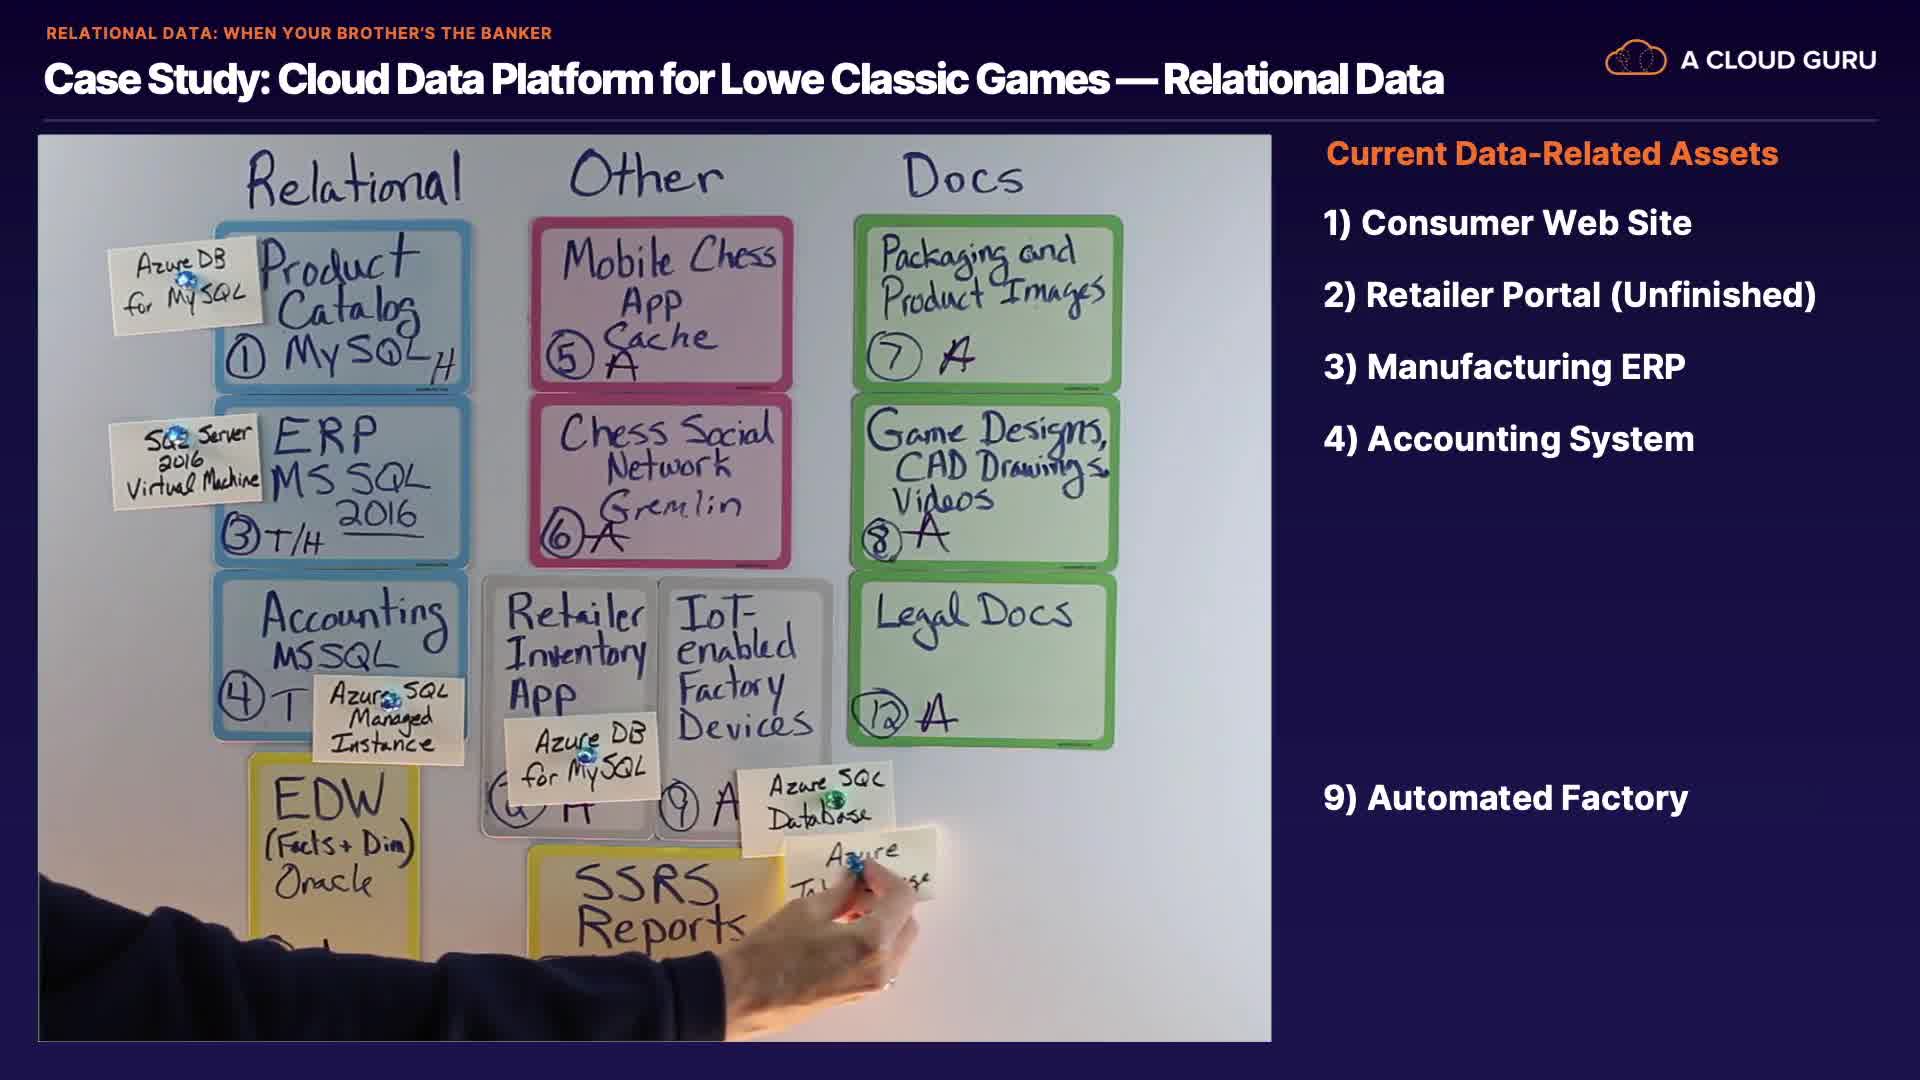 RELATIONAL DATA: WHEN YOUR BROTHER'S THE BANKER
Case Study: Cloud Data Platform for Lowe Classic Games — Relational Data
A CLOUD GURU
Relational
Other
Docs
Azure DB
for MySQL
Product
Catalog
① MySQL H
Mobile Chess
App
Cache
⑤ A
Packaging and
Product Images
⑦ A
SQL Server
2016
Virtual Machine
ERP
MS SQL
2016
③ T/H
Chess Social
Network
Gremlin
⑥ A
Game Designs,
CAD Drawings,
Videos
⑧ A
Accounting
MS SQL
④ T
Azure SQL
Managed
Instance
Retailer
Inventory
App
Azure DB
for MySQL
IoT-
enabled
Factory
Devices
⑨ A
Azure SQL
Database
Legal Docs
⑫ A
EDW
(Facts + Dim)
Oracle
SSRS
Reports
Azure
Current Data-Related Assets
1) Consumer Web Site
2) Retailer Portal (Unfinished)
3) Manufacturing ERP
4) Accounting System
9) Automated Factory